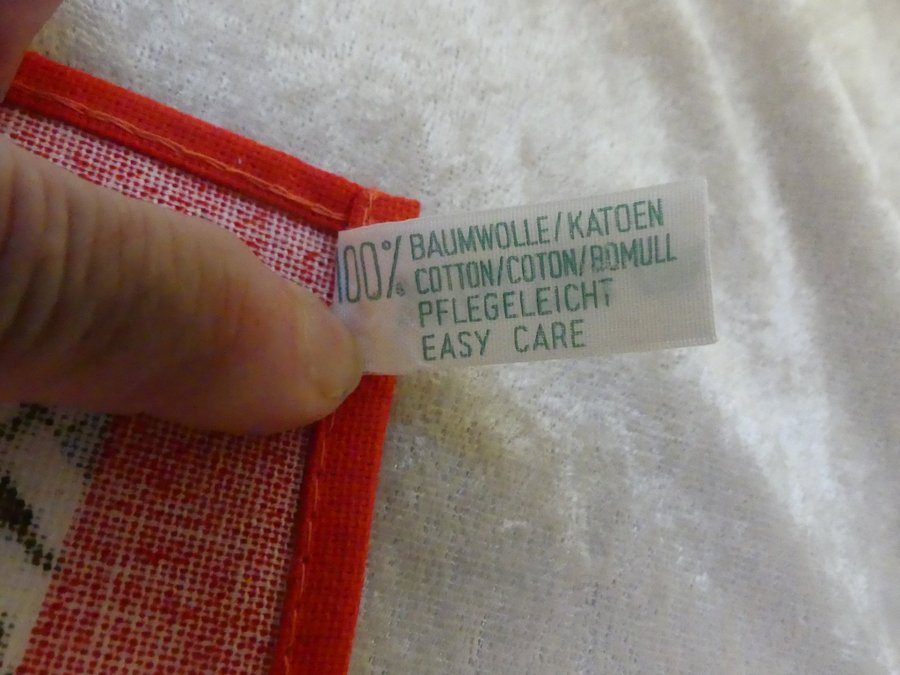 100% BAUMWOLLE/KATOEN
COTTON/COTON/BOMULL
PFLEGELEICHT
EASY CARE